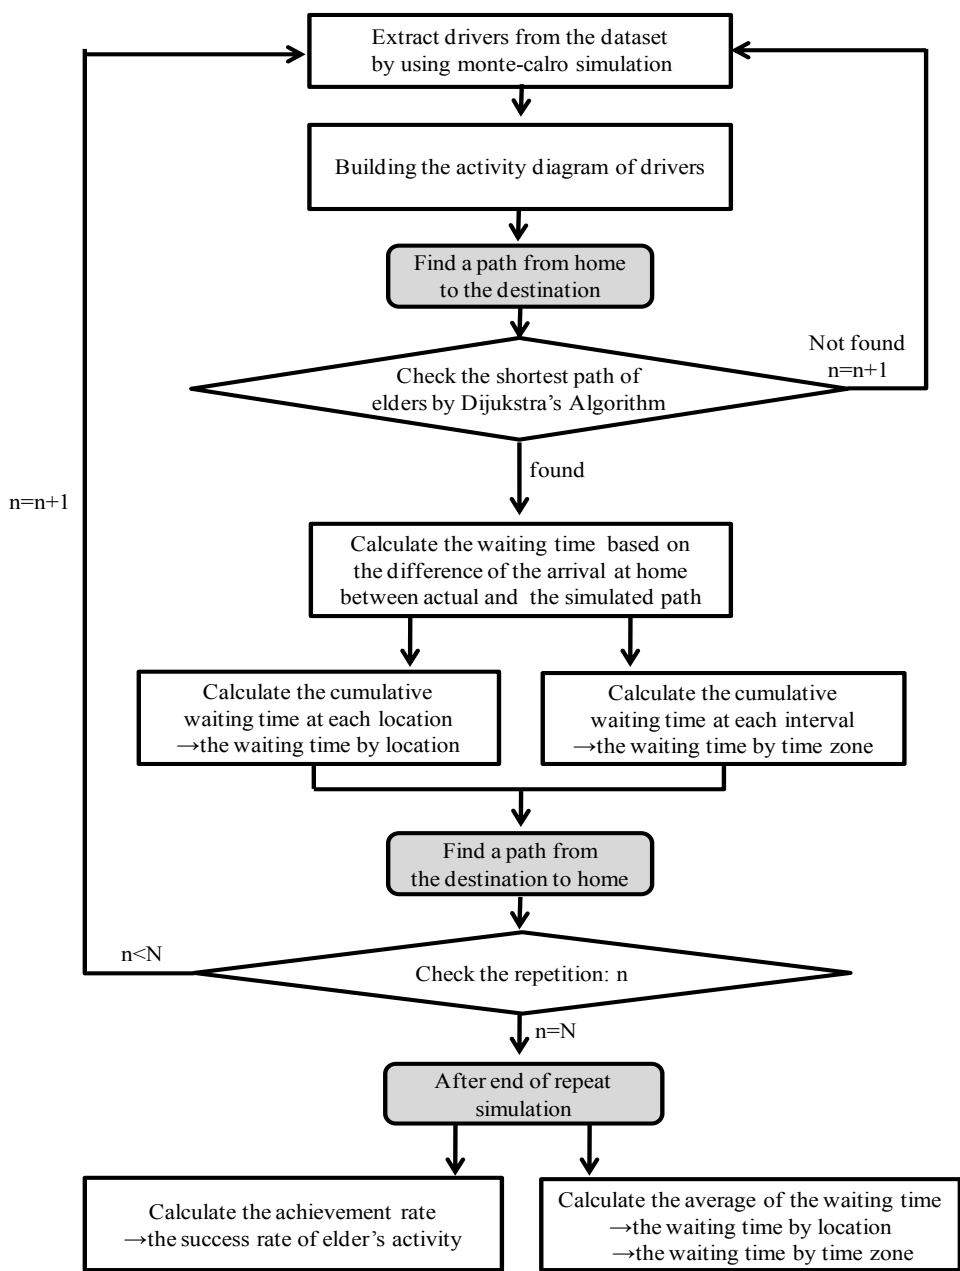 Extract drivers from the dataset
by using monte-calro simulation
Building the activity diagram of drivers
Find a path from home
to the destination
Not found
n=n+1
Check the shortest path of
elders by Dijukstra’s Algorithm
found
n=n+1
Calculate the waiting time based on
the difference of the arrival at home
between actual and the simulated path
Calculate the cumulative
waiting time at each location
→the waiting time by location
Calculate the cumulative
waiting time at each interval
→the waiting time by time zone
Find a path from
the destination to home
n<N
Check the repetition: n
n=N
After end of repeat
simulation
Calculate the achievement rate
→the success rate of elder’s activity
Calculate the average of the waiting time
→the waiting time by location
→the waiting time by time zone